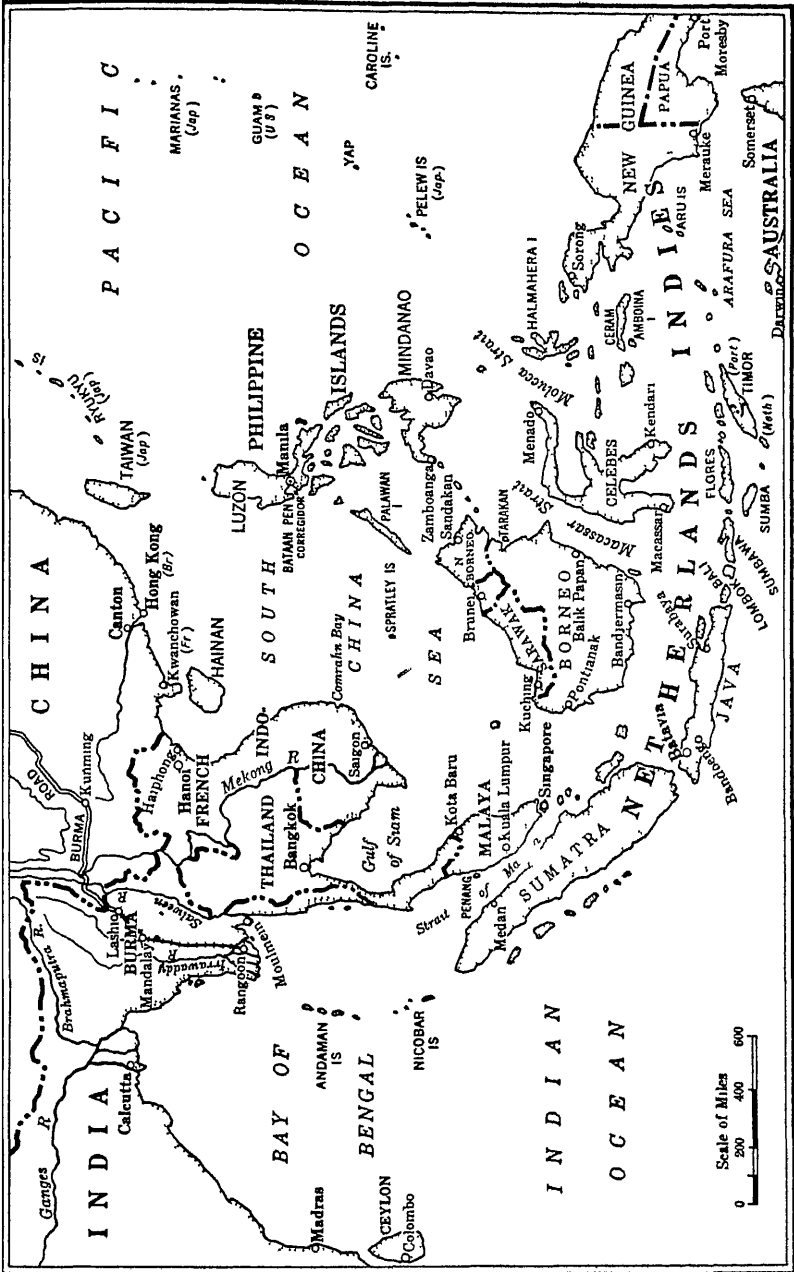 PACIFIC
OCEAN
MARIANAS
(Jap)
GUAM
(US)
YAP
CAROLINE
IS.
PELEW IS
(Jap.)
RYUKYU
(Jap)
IS
TAIWAN
(Jap)
PHILIPPINE
ISLANDS
LUZON
Manila
BATAAN PEN
CORREGIDOR
MINDANAO
Davao
Zamboanga
PALAWAN
I
CHINA
Canton
Hong Kong
(Br)
Kwanchowan
(Fr)
HAINAN
Kunming
BURMA
ROAD
SOUTH
CHINA
SEA
SPRATLEY IS
Comrahn Bay
Haiphong
Hanoi
FRENCH
INDO-
CHINA
Mekong R
Saigon
THAILAND
Bangkok
Gulf
of Siam
Lashio
BURMA
Mandalay
Salween
R
Irrawaddy
R
Rangoon
Moulmein
Brahmaputra R.
Ganges R
INDIA
Calcutta
Madras
CEYLON
Colombo
BAY OF
BENGAL
ANDAMAN
IS
NICOBAR
IS
INDIAN
OCEAN
Kota Baru
MALAYA
Kuala Lumpur
Singapore
PENANG
Strait
of
Ma
Medan
SUMATRA
Sandakan
N
BORNEO
TARAKAN
Brunei
SARAWAK
Kuching
BORNEO
Balik Papan
Pontianak
Bandjermasin
Macassar
Strait
Menado
CELEBES
Kendari
Macassar
Molucca Strait
HALMAHERA I
CERAM
AMBOINA
I
Sorong
NEW GUINEA
PAPUA
Port
Moresby
Merauke
ARU IS
ARAFURA SEA
Somerset
AUSTRALIA
Darwin
NETHERLANDS INDIES
Batavia
Bandoeng
JAVA
Surabaya
BALI
LOMBOK
SUMBAWA
FLORES
SUMBA
(Port)
TIMOR
(Neth)
Scale of Miles
0 200 400 600